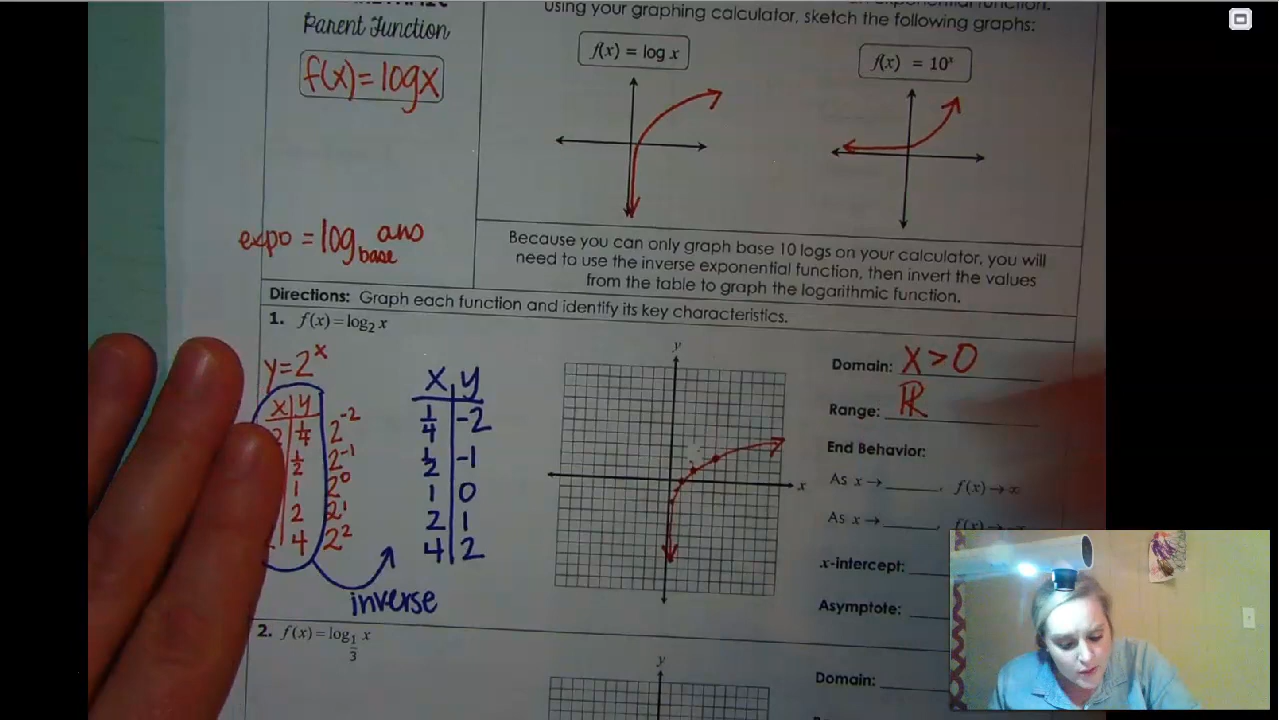 Parent Function
f(x)=logx
expo = log base ans
using your graphing calculator, sketch the following graphs:
f(x) = log x
f(x) = 10ˣ
Because you can only graph base 10 logs on your calculator, you will
need to use the inverse exponential function, then invert the values
from the table to graph the logarithmic function.
Directions: Graph each function and identify its key characteristics.
1. f(x) = log₂ x
y=2ˣ
x y
1/4 2⁻²
1/2 2⁻¹
1 2⁰
2 2¹
4 2²
inverse
x y
1/4 -2
1/2 -1
1 0
2 1
4 2
y
x
Domain: x>0
Range: ℝ
End Behavior:
As x → ____, f(x) → ∞
As x → ____, f(x) →
x-intercept:
Asymptote:
2. f(x) = log_1/3 x
y
Domain: